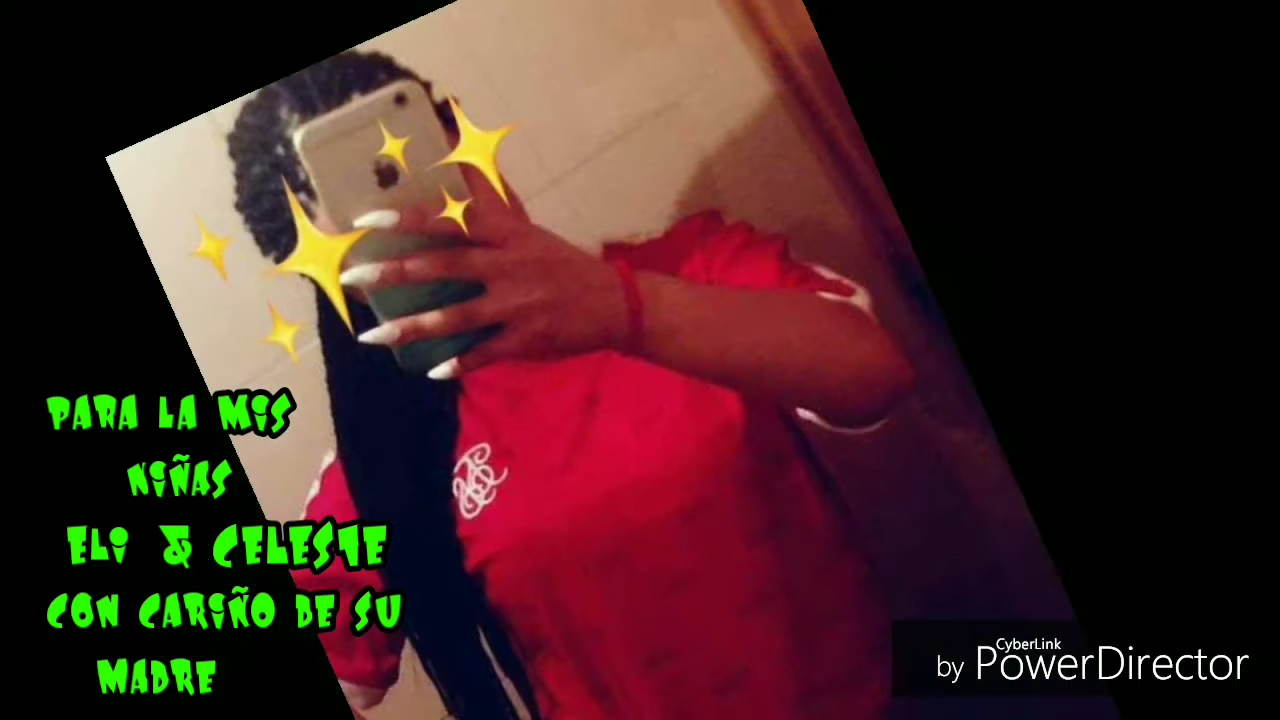 PARA LA MiS
NiÑAS
ELi & CELESTE
CON CARiÑO DE SU
MADRE
CyberLink
by PowerDirector